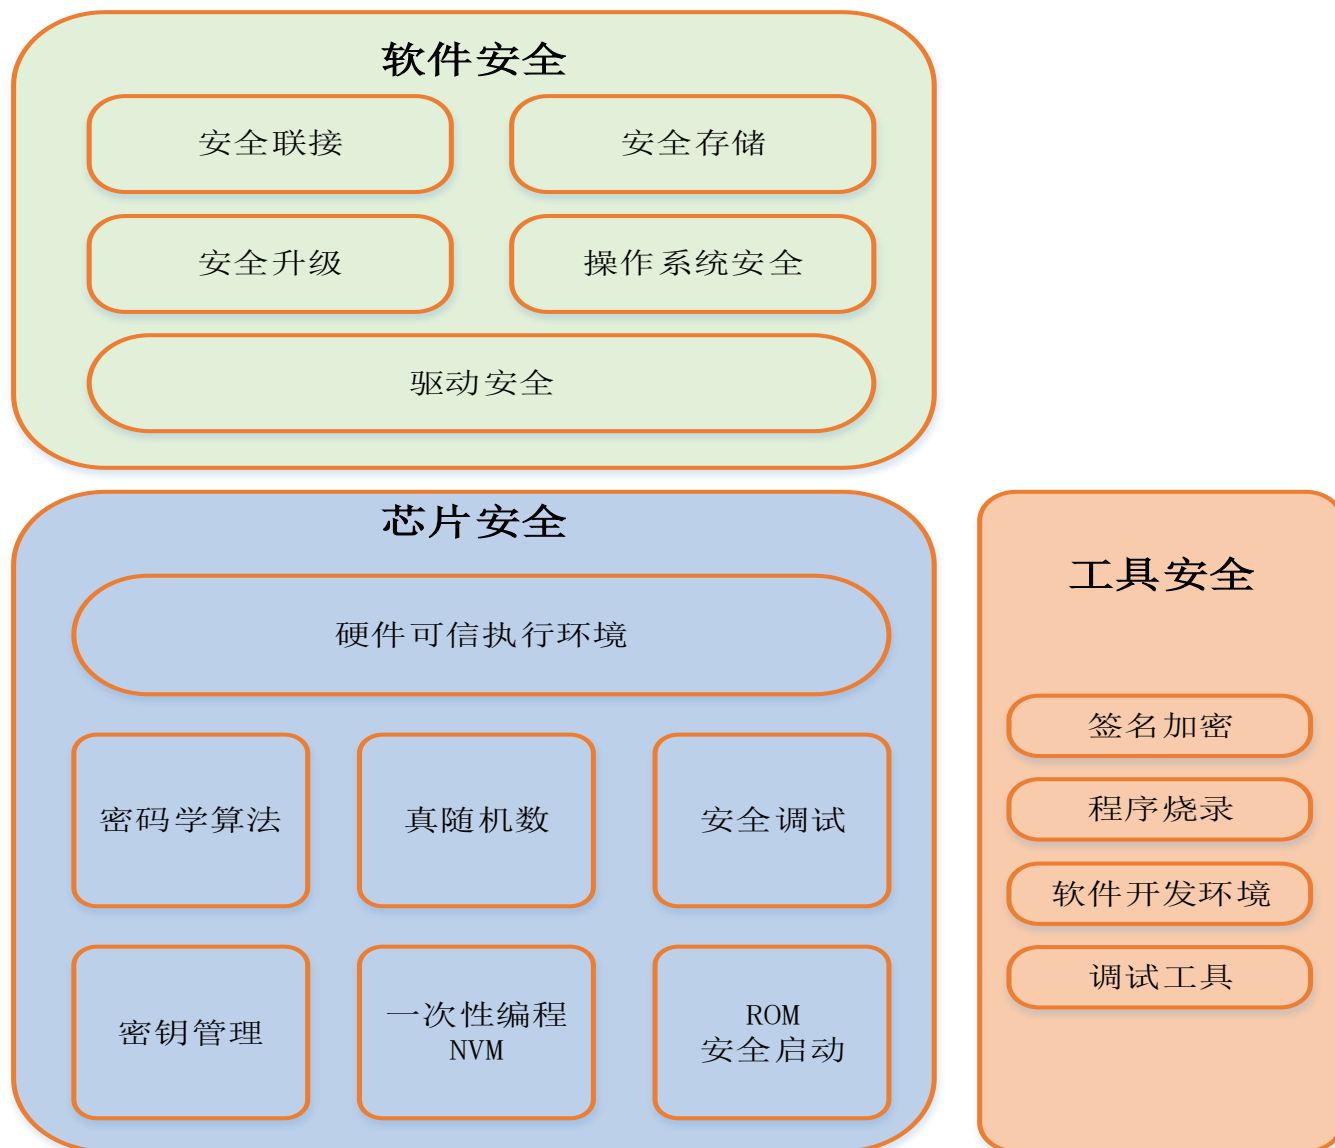 软件安全
安全联接
安全存储
安全升级
操作系统安全
驱动安全
芯片安全
硬件可信执行环境
密码学算法
真随机数
安全调试
密钥管理
一次性编程
NVM
ROM
安全启动
工具安全
签名加密
程序烧录
软件开发环境
调试工具